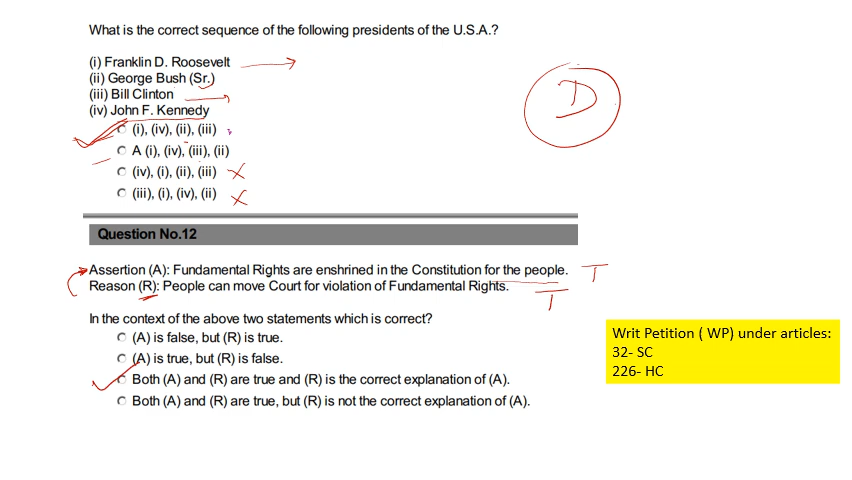 What is the correct sequence of the following presidents of the U.S.A.?
(i) Franklin D. Roosevelt
(ii) George Bush (Sr.)
(iii) Bill Clinton
(iv) John F. Kennedy
(i), (iv), (ii), (iii)
A (i), (iv), (iii), (ii)
(iv), (i), (ii), (iii)
(iii), (i), (iv), (ii)
D
Question No.12
Assertion (A): Fundamental Rights are enshrined in the Constitution for the people. T
Reason (R): People can move Court for violation of Fundamental Rights. T
In the context of the above two statements which is correct?
(A) is false, but (R) is true.
(A) is true, but (R) is false.
Both (A) and (R) are true and (R) is the correct explanation of (A).
Both (A) and (R) are true, but (R) is not the correct explanation of (A).
Writ Petition ( WP) under articles:
32- SC
226- HC